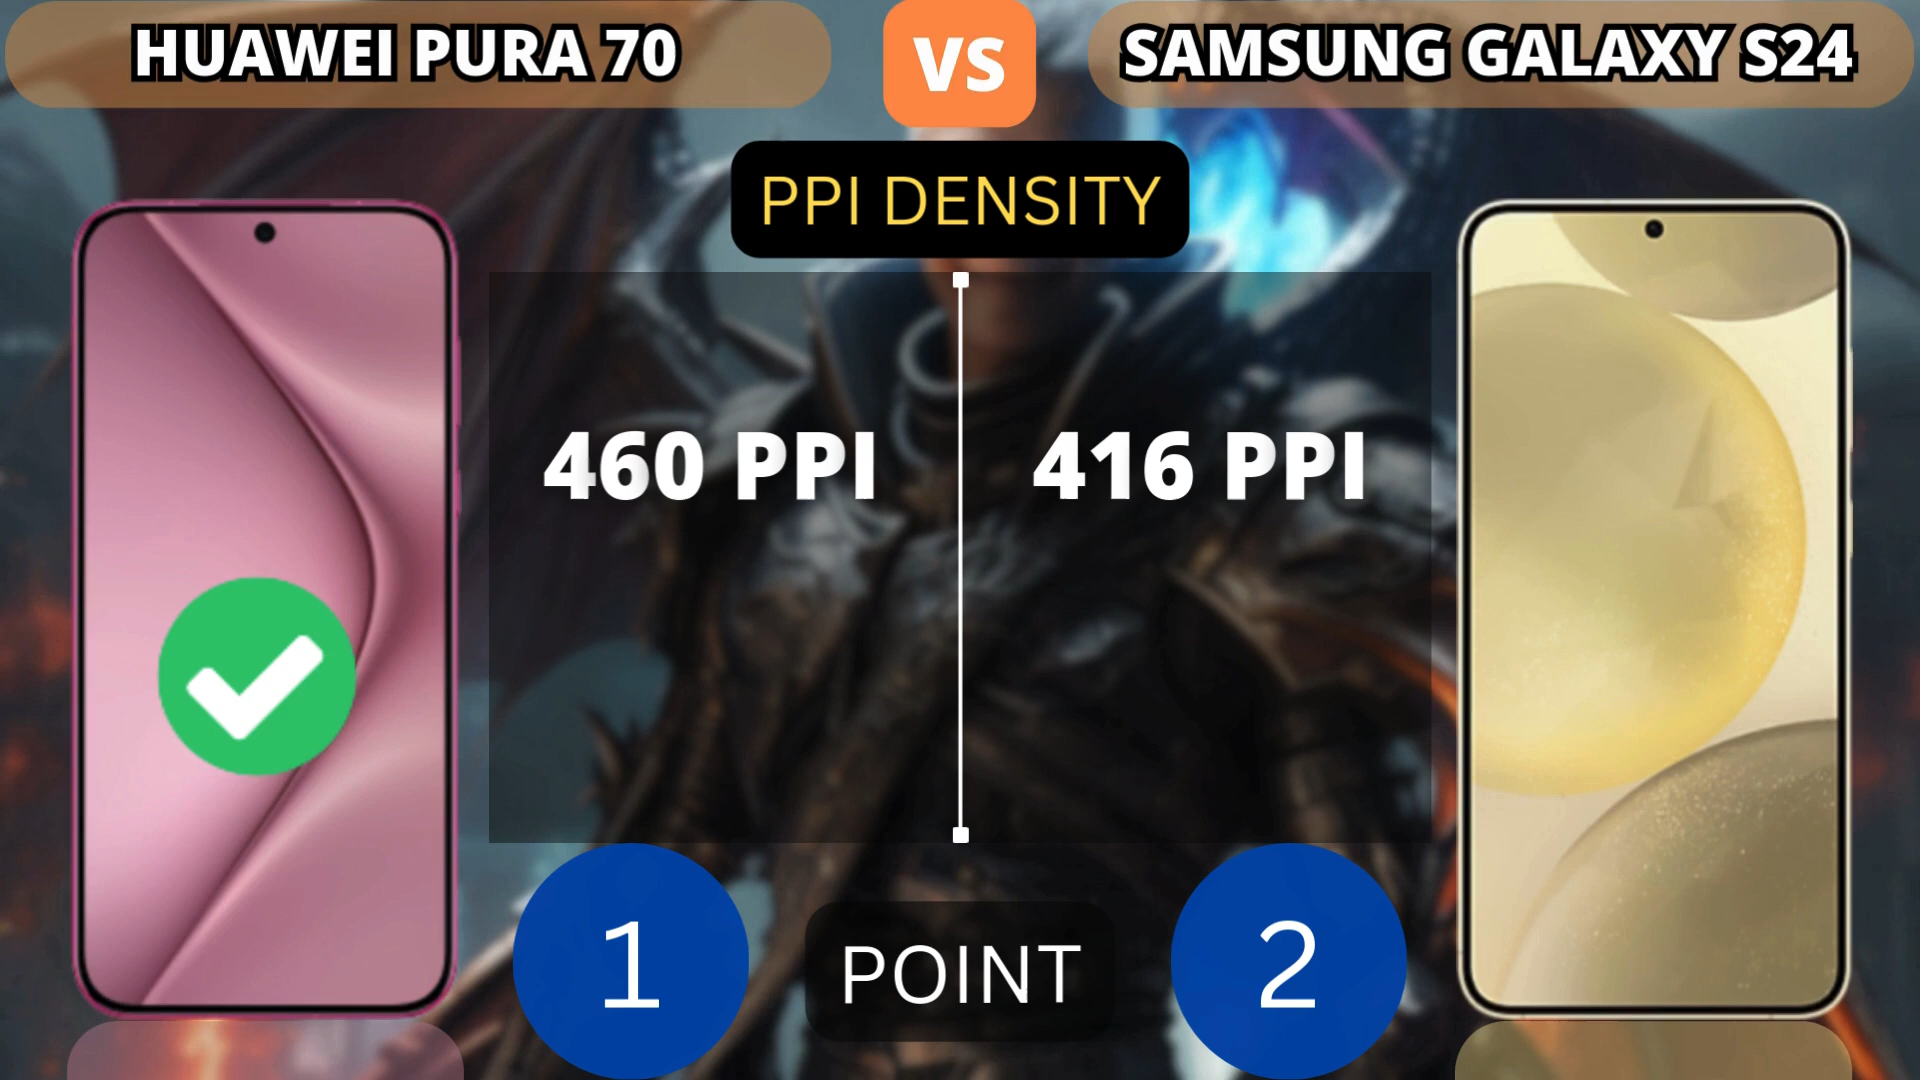 HUAWEI PURA 70
VS
SAMSUNG GALAXY S24
PPI DENSITY
460 PPI
416 PPI
1
POINT
2